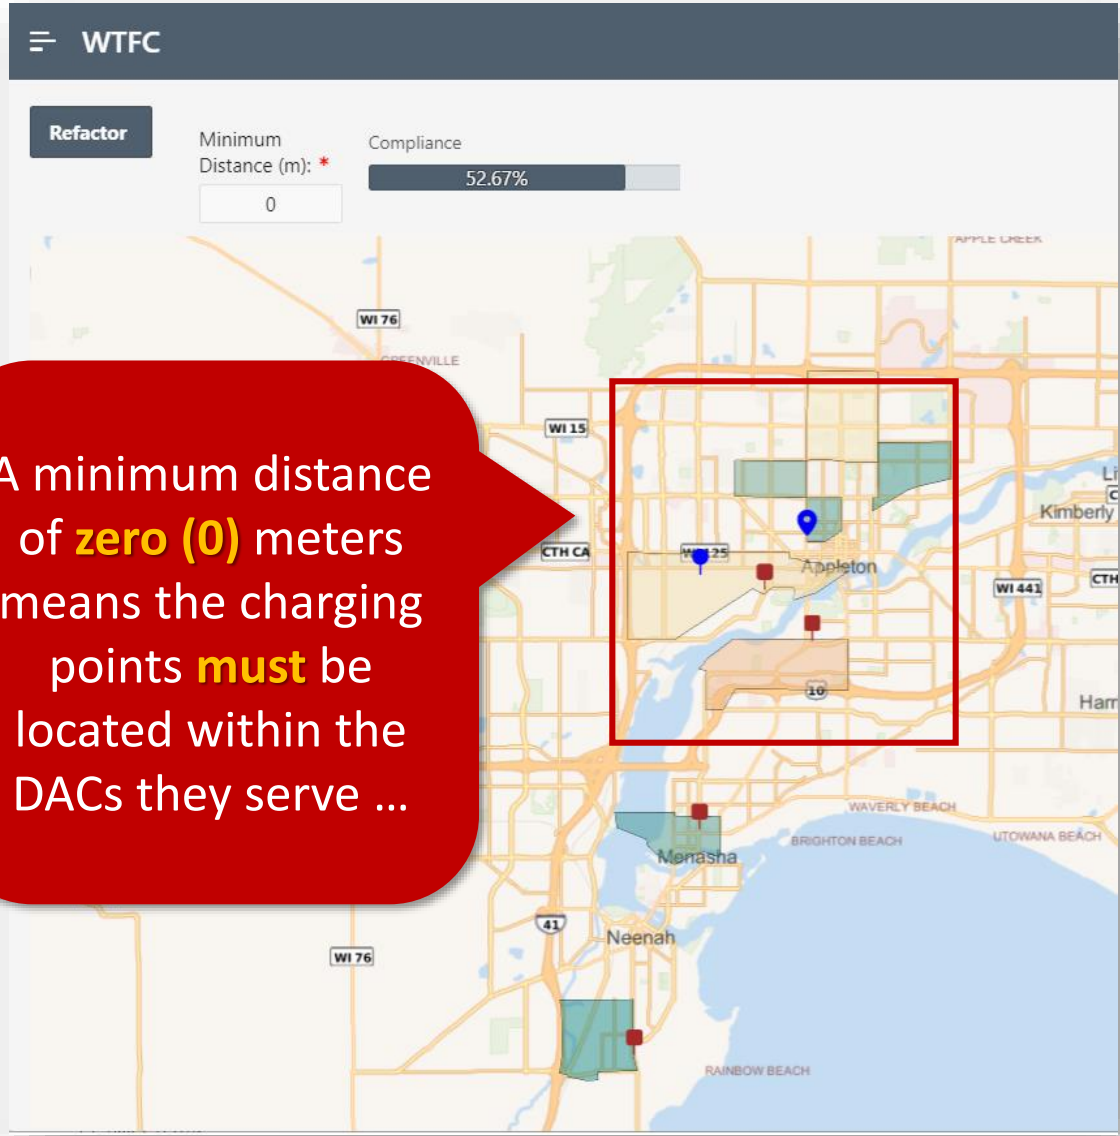 WTFC
Refactor
Minimum
Distance (m): *
0
Compliance
52.67%
APPLE CREEK
WI 76
GREENVILLE
WI 15
Kimberly
CTH CA
Appleton
WI 441
CTH
10
A minimum distance
of zero (0) meters
means the charging
points must be
located within the
DACs they serve ...
WAVERLY BEACH
BRIGHTON BEACH
UTOWANA BEACH
Menasha
41
Neenah
WI 76
RAINBOW BEACH